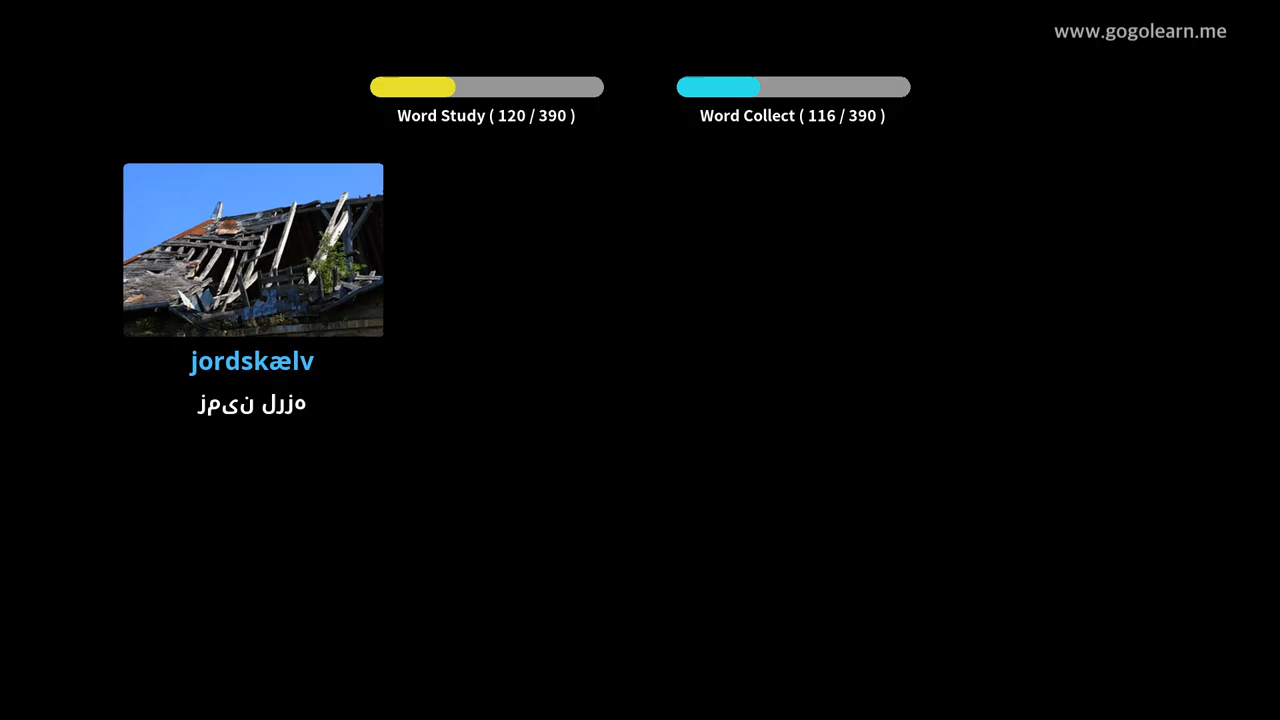 www.gogolearn.me
Word Study ( 120 / 390 )
Word Collect ( 116 / 390 )
jordskælv
زمین لرزه